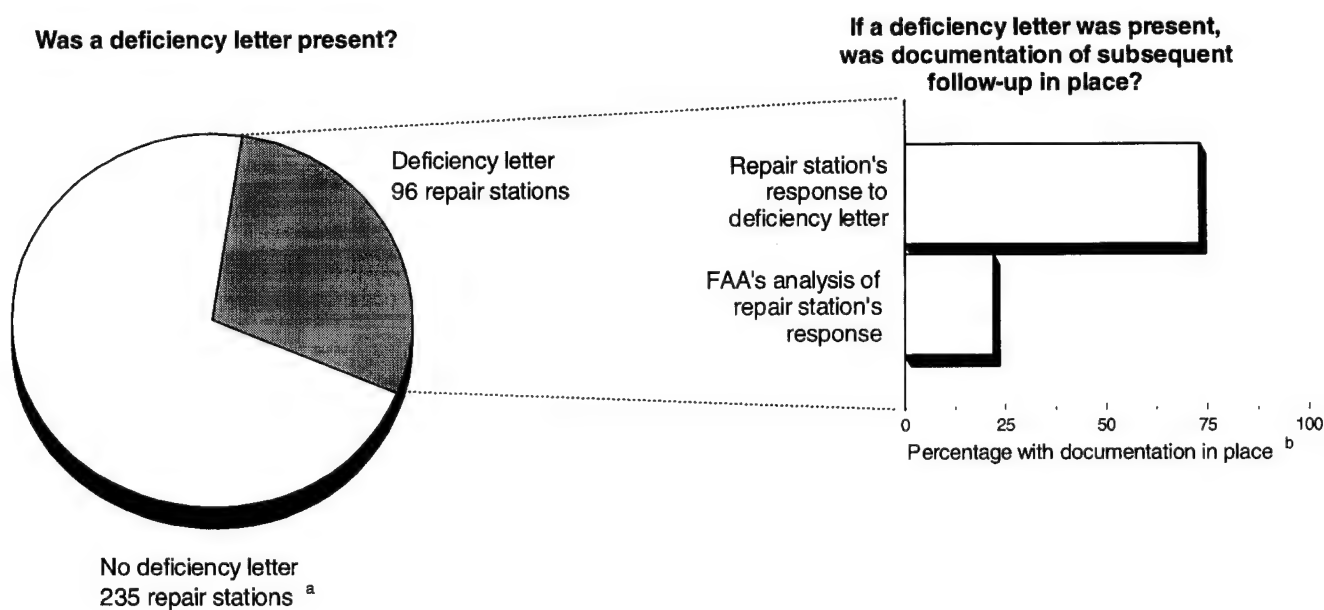 Was a deficiency letter present?
If a deficiency letter was present,
was documentation of subsequent
follow-up in place?
Deficiency letter
96 repair stations
No deficiency letter
235 repair stations a
Repair station's
response to
deficiency letter
FAA's analysis of
repair station's
response
0 25 50 75 100
Percentage with documentation in place b